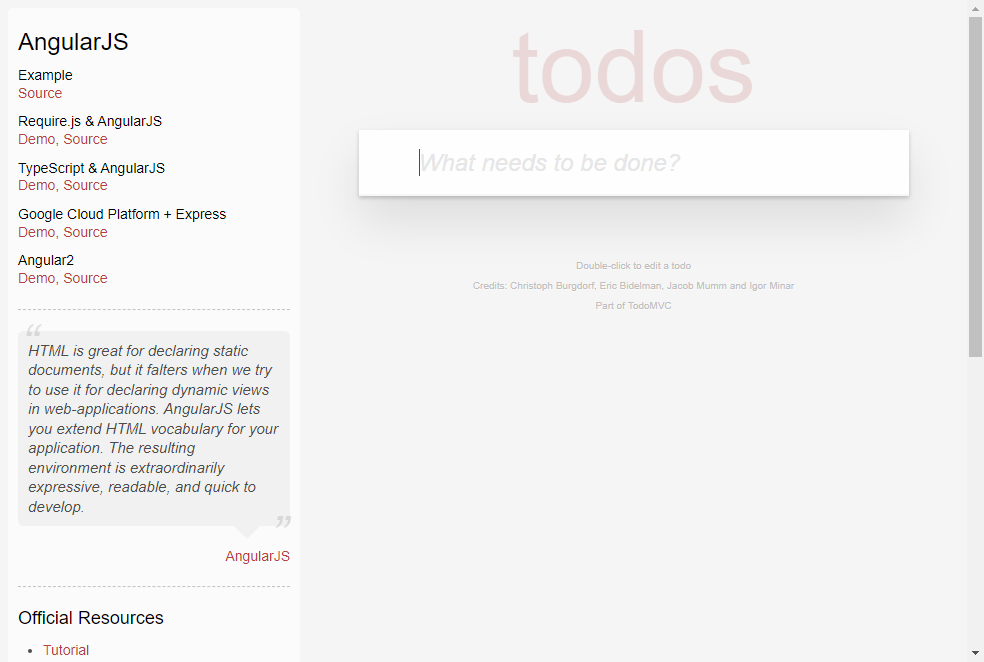 AngularJS
Example
Source
Require.js & AngularJS
Demo, Source
TypeScript & AngularJS
Demo, Source
Google Cloud Platform + Express
Demo, Source
Angular2
Demo, Source
“
HTML is great for declaring static
documents, but it falters when we try
to use it for declaring dynamic views
in web-applications. AngularJS lets
you extend HTML vocabulary for your
application. The resulting
environment is extraordinarily
expressive, readable, and quick to
develop.
”
AngularJS
Official Resources
• Tutorial
todos
What needs to be done?
Double-click to edit a todo
Credits: Christoph Burgdorf, Eric Bidelman, Jacob Mumm and Igor Minar
Part of TodoMVC